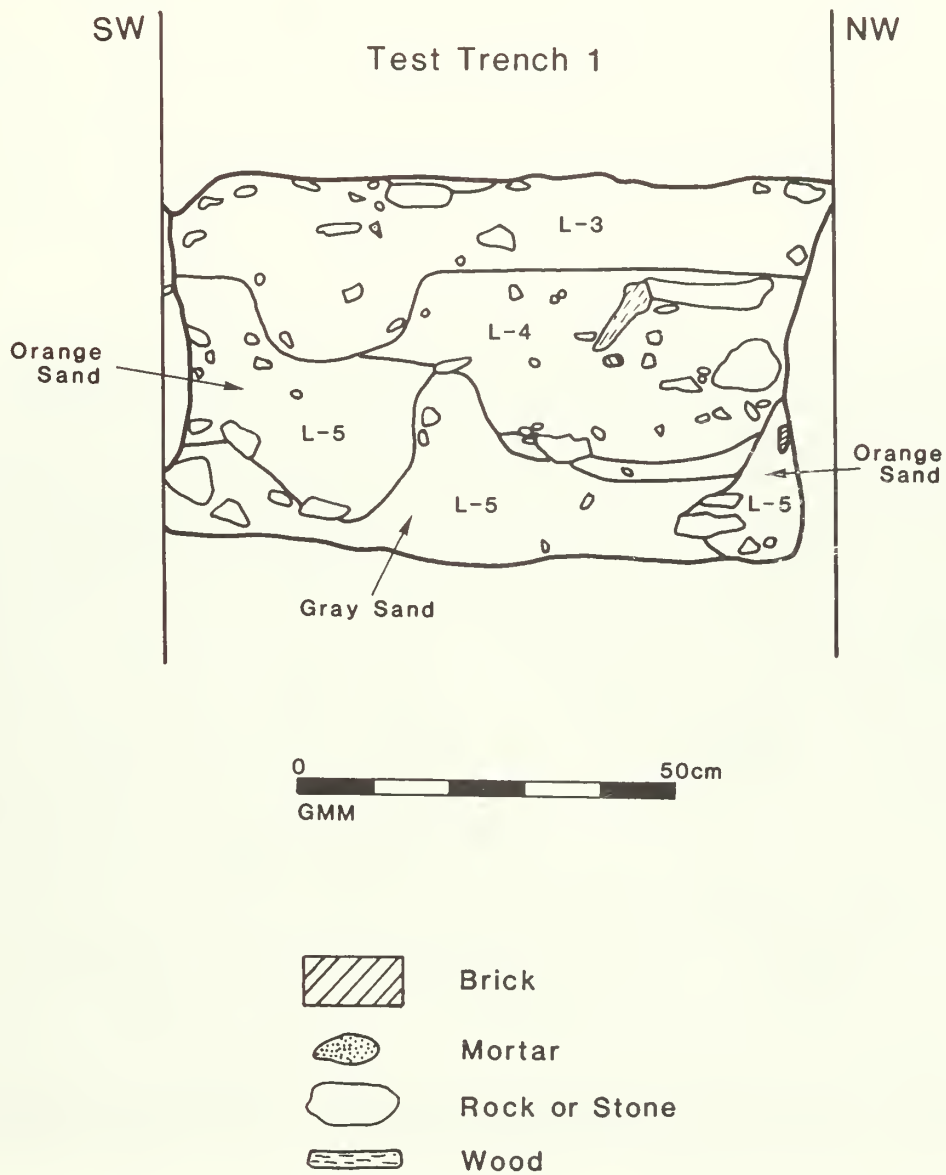 SW
NW
Test Trench 1
L-3
L-4
Orange
Sand
L-5
Orange
Sand
L-5
L-5
Gray Sand
0
50cm
GMM
Brick
Mortar
Rock or Stone
Wood